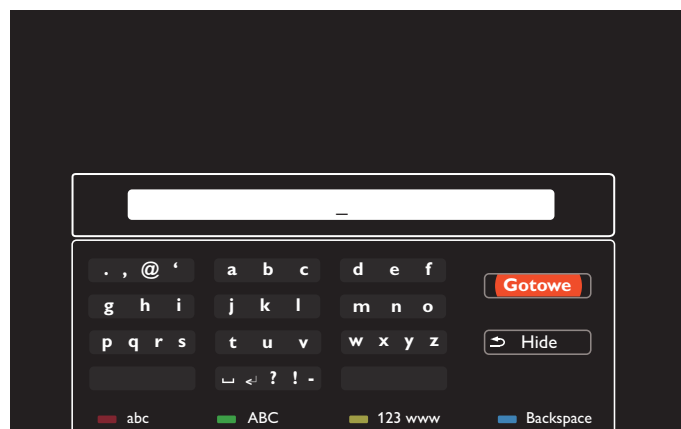 _
. , @ ‘ a b c d e f Gotowe
g h i j k l m n o
p q r s t u v w x y z Hide
␣ ↲ ? ! -
abc ABC 123 www Backspace